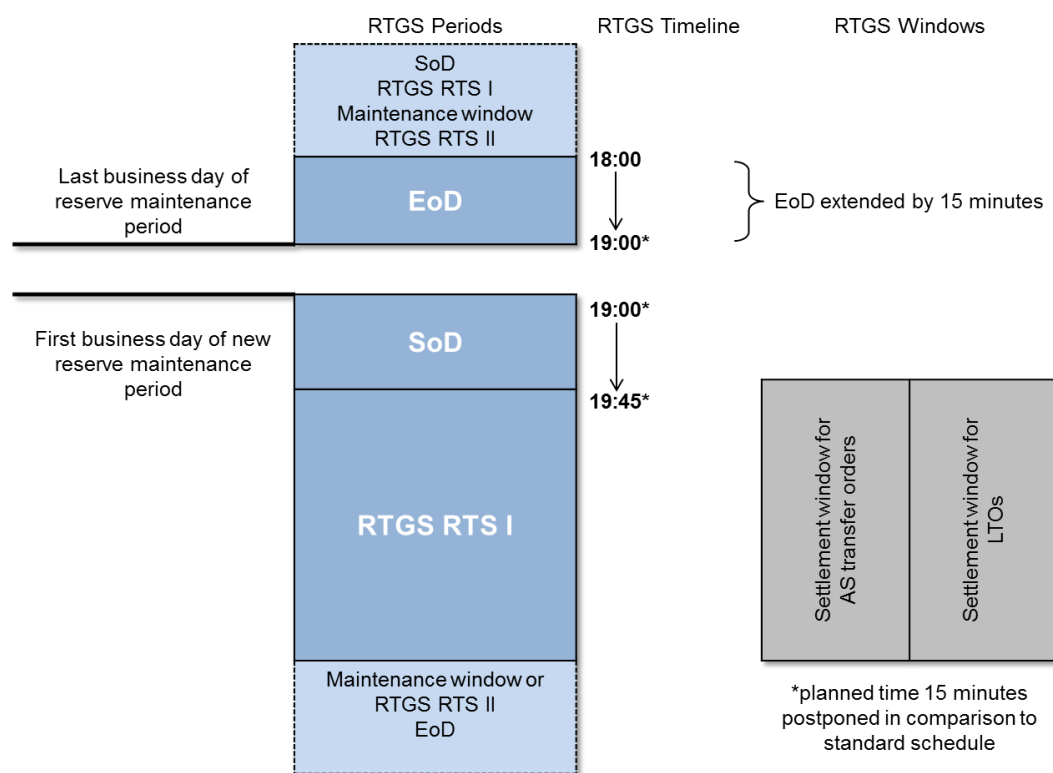 RTGS Periods
RTGS Timeline
RTGS Windows
SoD
RTGS RTS I
Maintenance window
RTGS RTS II
Last business day of
reserve maintenance
period
EoD
18:00
19:00*
EoD extended by 15 minutes
First business day of new
reserve maintenance
period
SoD
19:00*
19:45*
RTGS RTS I
Settlement window for
AS transfer orders
Settlement window for
LTOs
Maintenance window or
RTGS RTS II
EoD
*planned time 15 minutes
postponed in comparison to
standard schedule